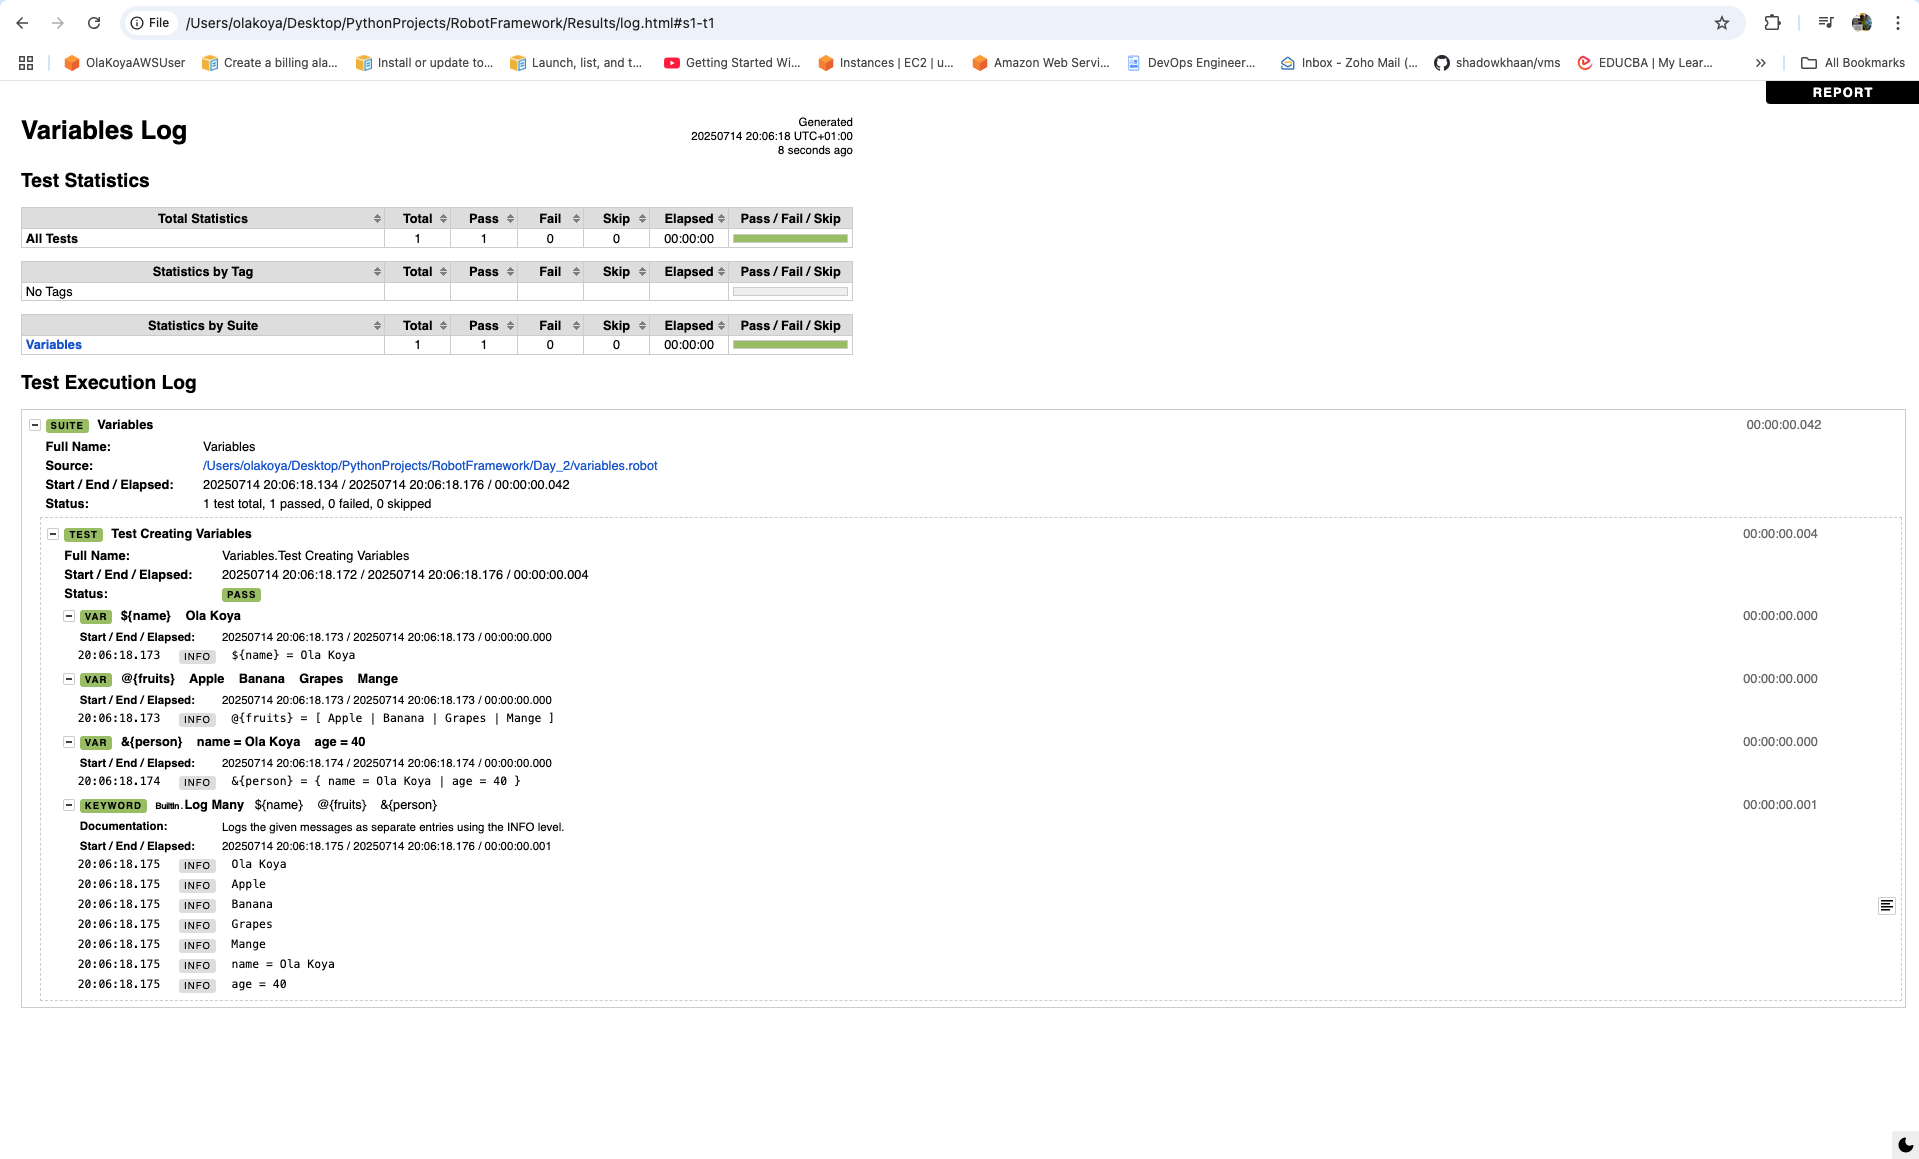 File /Users/olakoya/Desktop/PythonProjects/RobotFramework/Results/log.html#s1-t1
OlaKoyaAWSUser Create a billing ala... Install or update to... Launch, list, and t... Getting Started Wi... Instances | EC2 | u... Amazon Web Servi... DevOps Engineer... Inbox - Zoho Mail (... shadowkhaan/vms EDUCBA | My Lear... » All Bookmarks
REPORT
Variables Log
Generated
20250714 20:06:18 UTC+01:00
8 seconds ago
Test Statistics
Total Statistics Total Pass Fail Skip Elapsed Pass / Fail / Skip
All Tests 1 1 0 0 00:00:00
Statistics by Tag Total Pass Fail Skip Elapsed Pass / Fail / Skip
No Tags
Statistics by Suite Total Pass Fail Skip Elapsed Pass / Fail / Skip
Variables 1 1 0 0 00:00:00
Test Execution Log
SUITE Variables 00:00:00.042
Full Name: Variables
Source: /Users/olakoya/Desktop/PythonProjects/RobotFramework/Day_2/variables.robot
Start / End / Elapsed: 20250714 20:06:18.134 / 20250714 20:06:18.176 / 00:00:00.042
Status: 1 test total, 1 passed, 0 failed, 0 skipped
TEST Test Creating Variables 00:00:00.004
Full Name: Variables.Test Creating Variables
Start / End / Elapsed: 20250714 20:06:18.172 / 20250714 20:06:18.176 / 00:00:00.004
Status: PASS
VAR ${name} Ola Koya 00:00:00.000
Start / End / Elapsed: 20250714 20:06:18.173 / 20250714 20:06:18.173 / 00:00:00.000
20:06:18.173 INFO ${name} = Ola Koya
VAR @{fruits} Apple Banana Grapes Mange 00:00:00.000
Start / End / Elapsed: 20250714 20:06:18.173 / 20250714 20:06:18.173 / 00:00:00.000
20:06:18.173 INFO @{fruits} = [ Apple | Banana | Grapes | Mange ]
VAR &{person} name = Ola Koya age = 40 00:00:00.000
Start / End / Elapsed: 20250714 20:06:18.174 / 20250714 20:06:18.174 / 00:00:00.000
20:06:18.174 INFO &{person} = { name = Ola Koya | age = 40 }
KEYWORD BuiltIn.Log Many ${name} @{fruits} &{person} 00:00:00.001
Documentation: Logs the given messages as separate entries using the INFO level.
Start / End / Elapsed: 20250714 20:06:18.175 / 20250714 20:06:18.176 / 00:00:00.001
20:06:18.175 INFO Ola Koya
20:06:18.175 INFO Apple
20:06:18.175 INFO Banana
20:06:18.175 INFO Grapes
20:06:18.175 INFO Mange
20:06:18.175 INFO name = Ola Koya
20:06:18.175 INFO age = 40